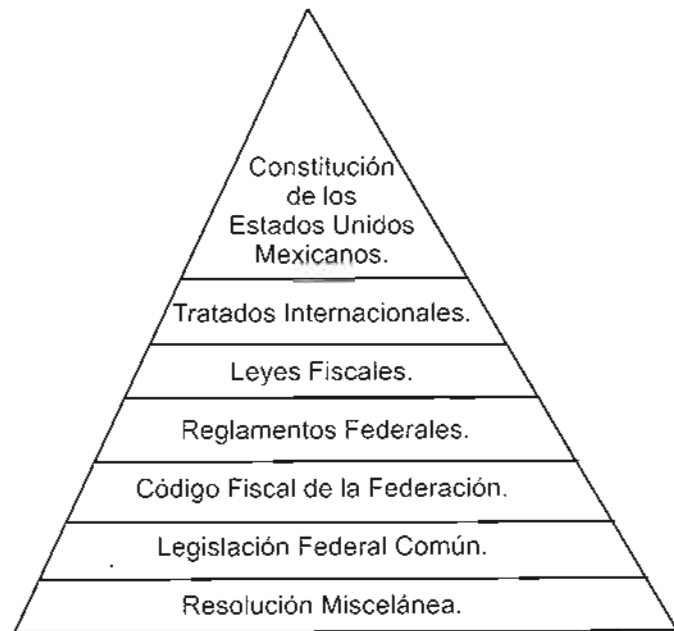 Constitución
de los
Estados Unidos
Mexicanos.
Tratados Internacionales.
Leyes Fiscales.
Reglamentos Federales.
Código Fiscal de la Federación.
Legislación Federal Común.
Resolución Miscelánea.